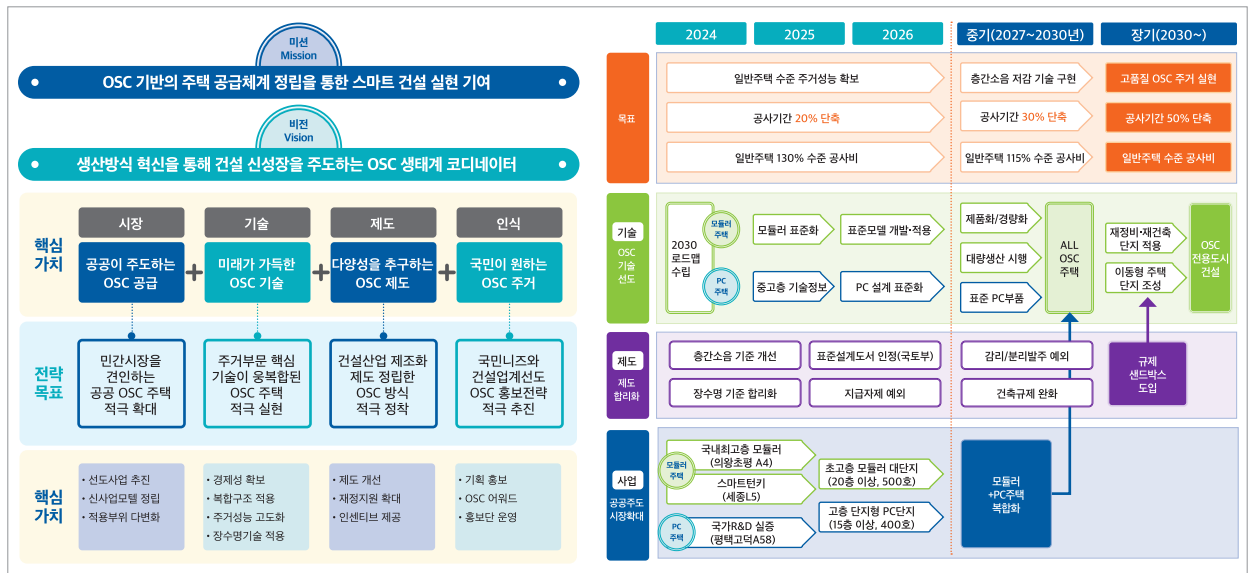 미션
Mission
OSC 기반의 주택 공급체계 정립을 통한 스마트 건설 실현 기여
비전
Vision
생산방식 혁신을 통해 건설 신성장을 주도하는 OSC 생태계 코디네이터
핵심
가치
시장
공공이 주도하는
OSC 공급
기술
미래가 가득한
OSC 기술
제도
다양성을 추구하는
OSC 제도
인식
국민이 원하는
OSC 주거
전략
목표
민간시장을
견인하는
공공 OSC 주택
적극 확대
주거부문 핵심
기술이 융복합된
OSC 주택
적극 실현
건설산업 제조화
제도 정립한
OSC 방식
적극 정착
국민니즈와
건설업계선도
OSC 홍보전략
적극 추진
핵심
가치
• 선도사업 추진
• 신사업모델 정립
• 적용부위 다변화
• 경제성 확보
• 복합구조 적용
• 주거성능 고도화
• 장수명기술 적용
• 제도 개선
• 재정지원 확대
• 인센티브 제공
• 기획 홍보
• OSC 어워드
• 홍보단 운영
2024
2025
2026
중기(2027~2030년)
장기(2030~)
목표
일반주택 수준 주거성능 확보
층간소음 저감 기술 구현
고품질 OSC 주거 실현
공사기간 20% 단축
공사기간 30% 단축
공사기간 50% 단축
일반주택 130% 수준 공사비
일반주택 115% 수준 공사비
일반주택 수준 공사비
기술
OSC
기술
선도
2030
로드맵
수립
모듈러
주택
PC
주택
모듈러 표준화
표준모델 개발·적용
중고층 기술정보
PC 설계 표준화
제품화/경량화
대량생산 시행
표준 PC부품
ALL
OSC
주택
재정비·재건축
단지 적용
이동형 주택
단지 조성
OSC
전용도시
건설
제도
제도
합리화
층간소음 기준 개선
표준설계도서 인정(국토부)
감리/분리발주 예외
장수명 기준 합리화
지급자제 예외
건축규제 완화
규제
샌드박스
도입
사업
공공주도
시장확대
모듈러
주택
국내최고층 모듈러
(의왕초평 A4)
스마트턴키
(세종L5)
초고층 모듈러 대단지
(20층 이상, 500호)
PC
주택
국가R&D 실증
(평택고덕A58)
고층 단지형 PC단지
(15층 이상, 400호)
모듈러
+PC주택
복합화